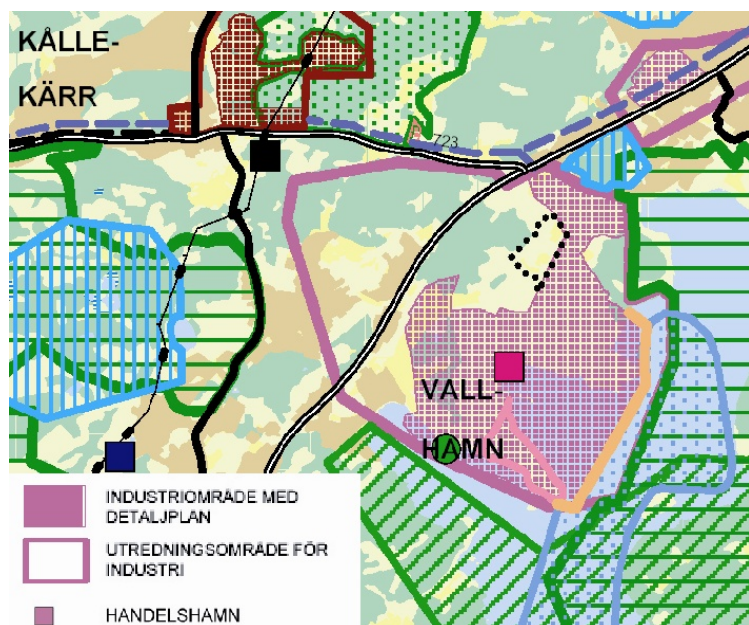 KÅLLE-
KÄRR
723
VALL-
HAMN
INDUSTRIOMRÅDE MED
DETALJPLAN
UTREDNINGSOMRÅDE FÖR
INDUSTRI
HANDELSHAMN